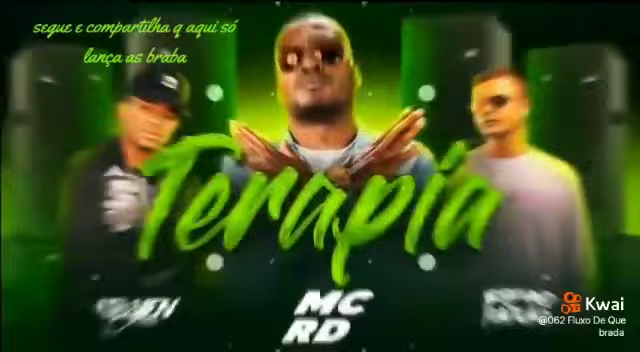 segue e compartilha q aqui só
lança as braba
Terapia
MC
RD
Kwai
@062 Fluxo De Que
brada